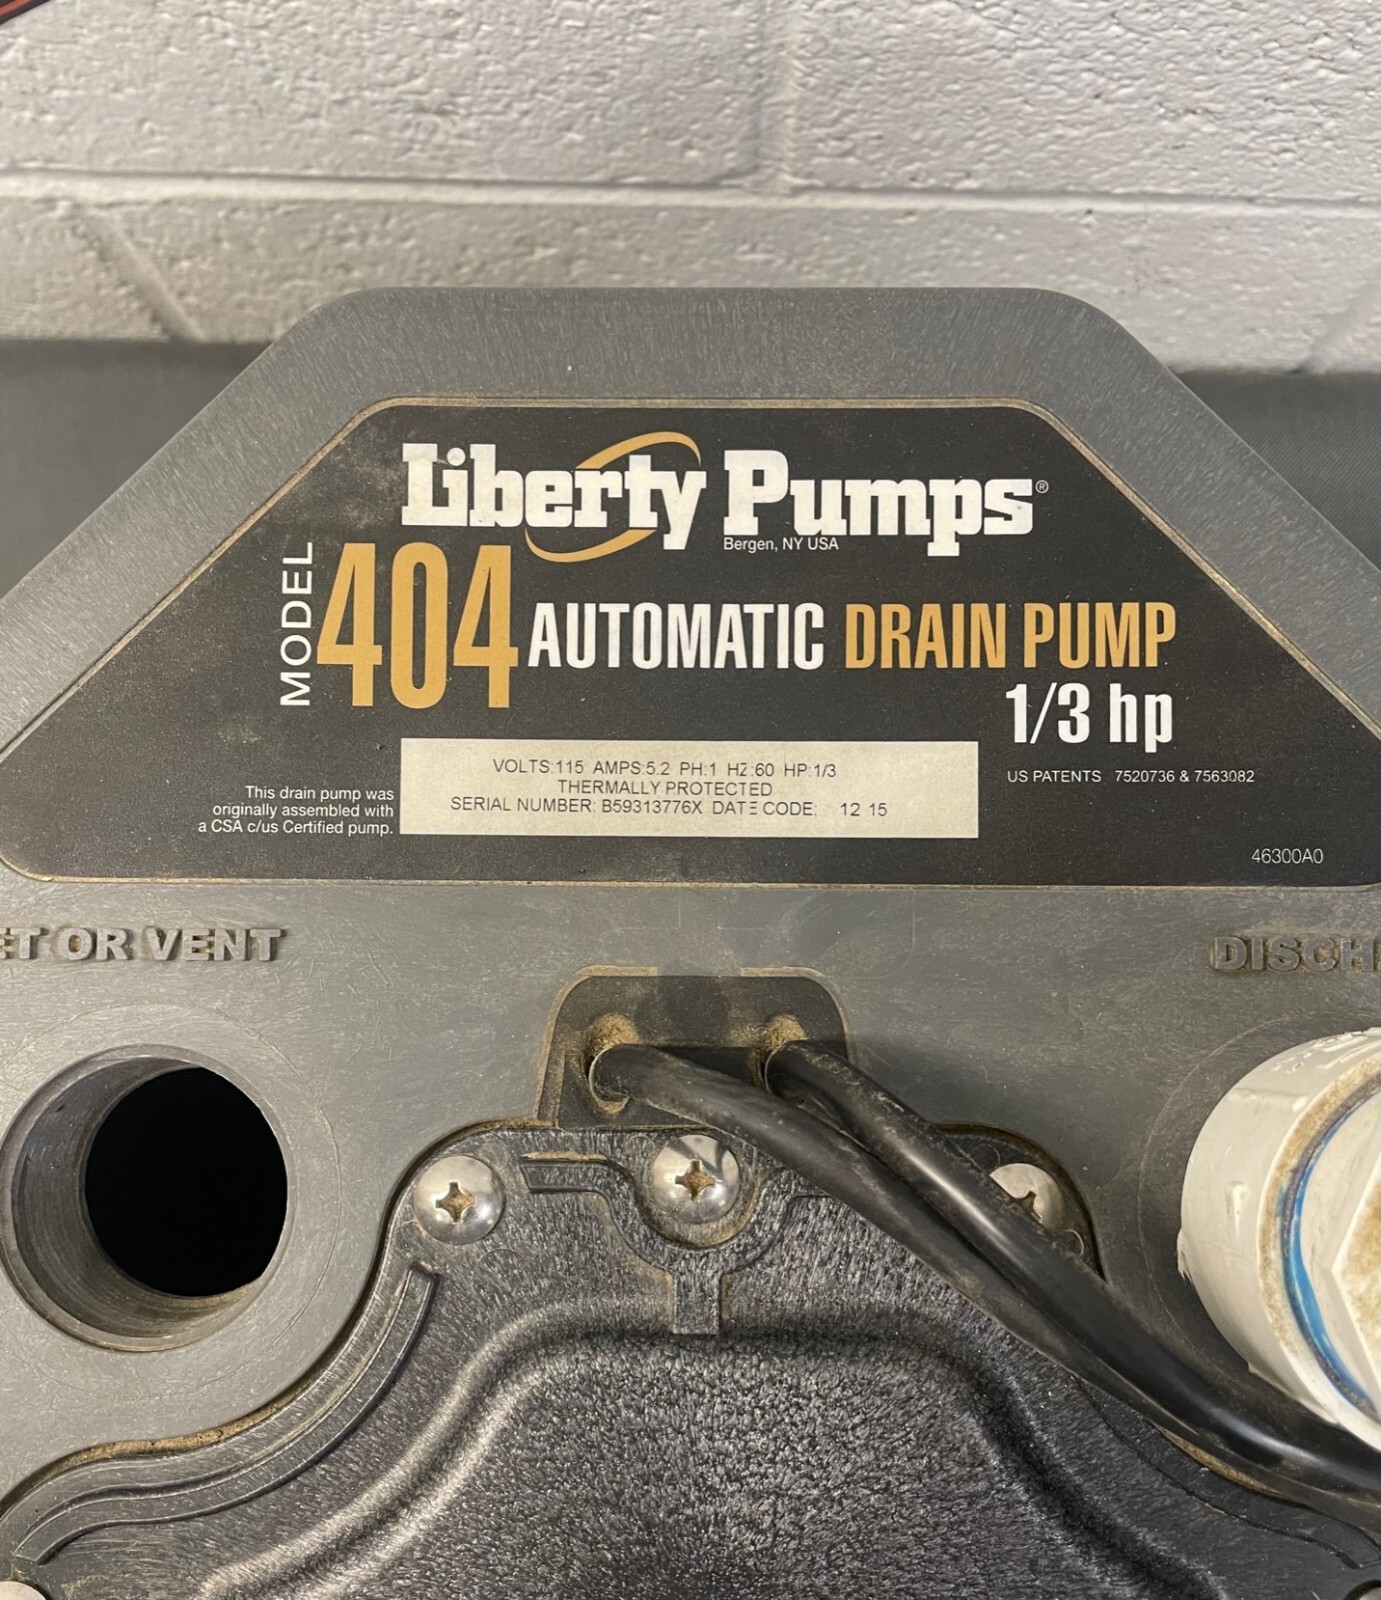 Liberty Pumps®
Bergen, NY USA
MODEL
404 AUTOMATIC DRAIN PUMP
1/3 hp
VOLTS:115 AMPS:5.2 PH:1 HZ:60 HP:1/3
THERMALLY PROTECTED
SERIAL NUMBER: B59313776X DATE CODE: 12 15
US PATENTS 7520736 & 7563082
This drain pump was
originally assembled with
a CSA c/us Certified pump.
46300A0
ET OR VENT
DISCH